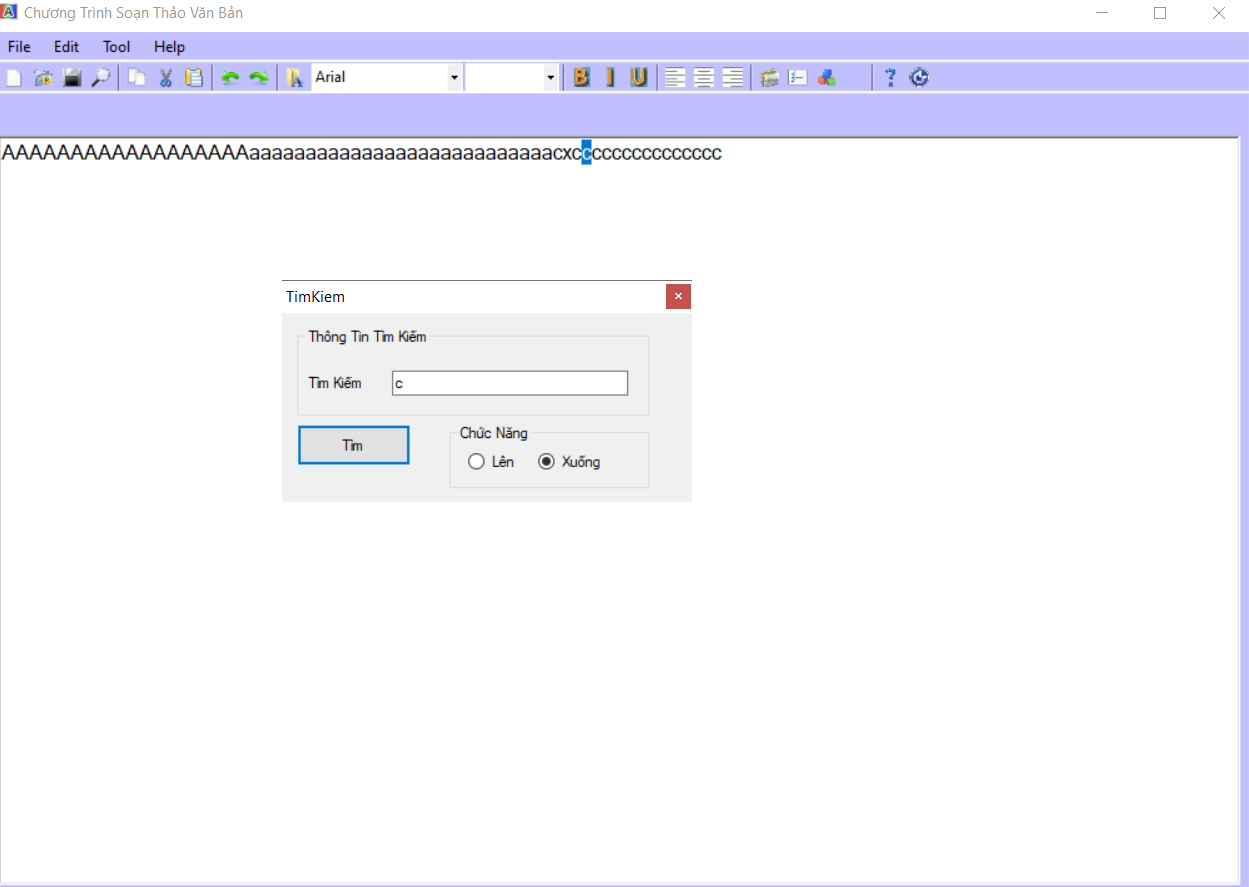 Chương Trình Soạn Thảo Văn Bản
File Edit Tool Help
Arial
AAAAAAAAAAAAAAAAAAaaaaaaaaaaaaaaaaaaaaaaaaaaacxccccccccccccccc
TimKiem
Thông Tin Tìm Kiếm
Tìm Kiếm c
Tìm
Chức Năng
Lên Xuống